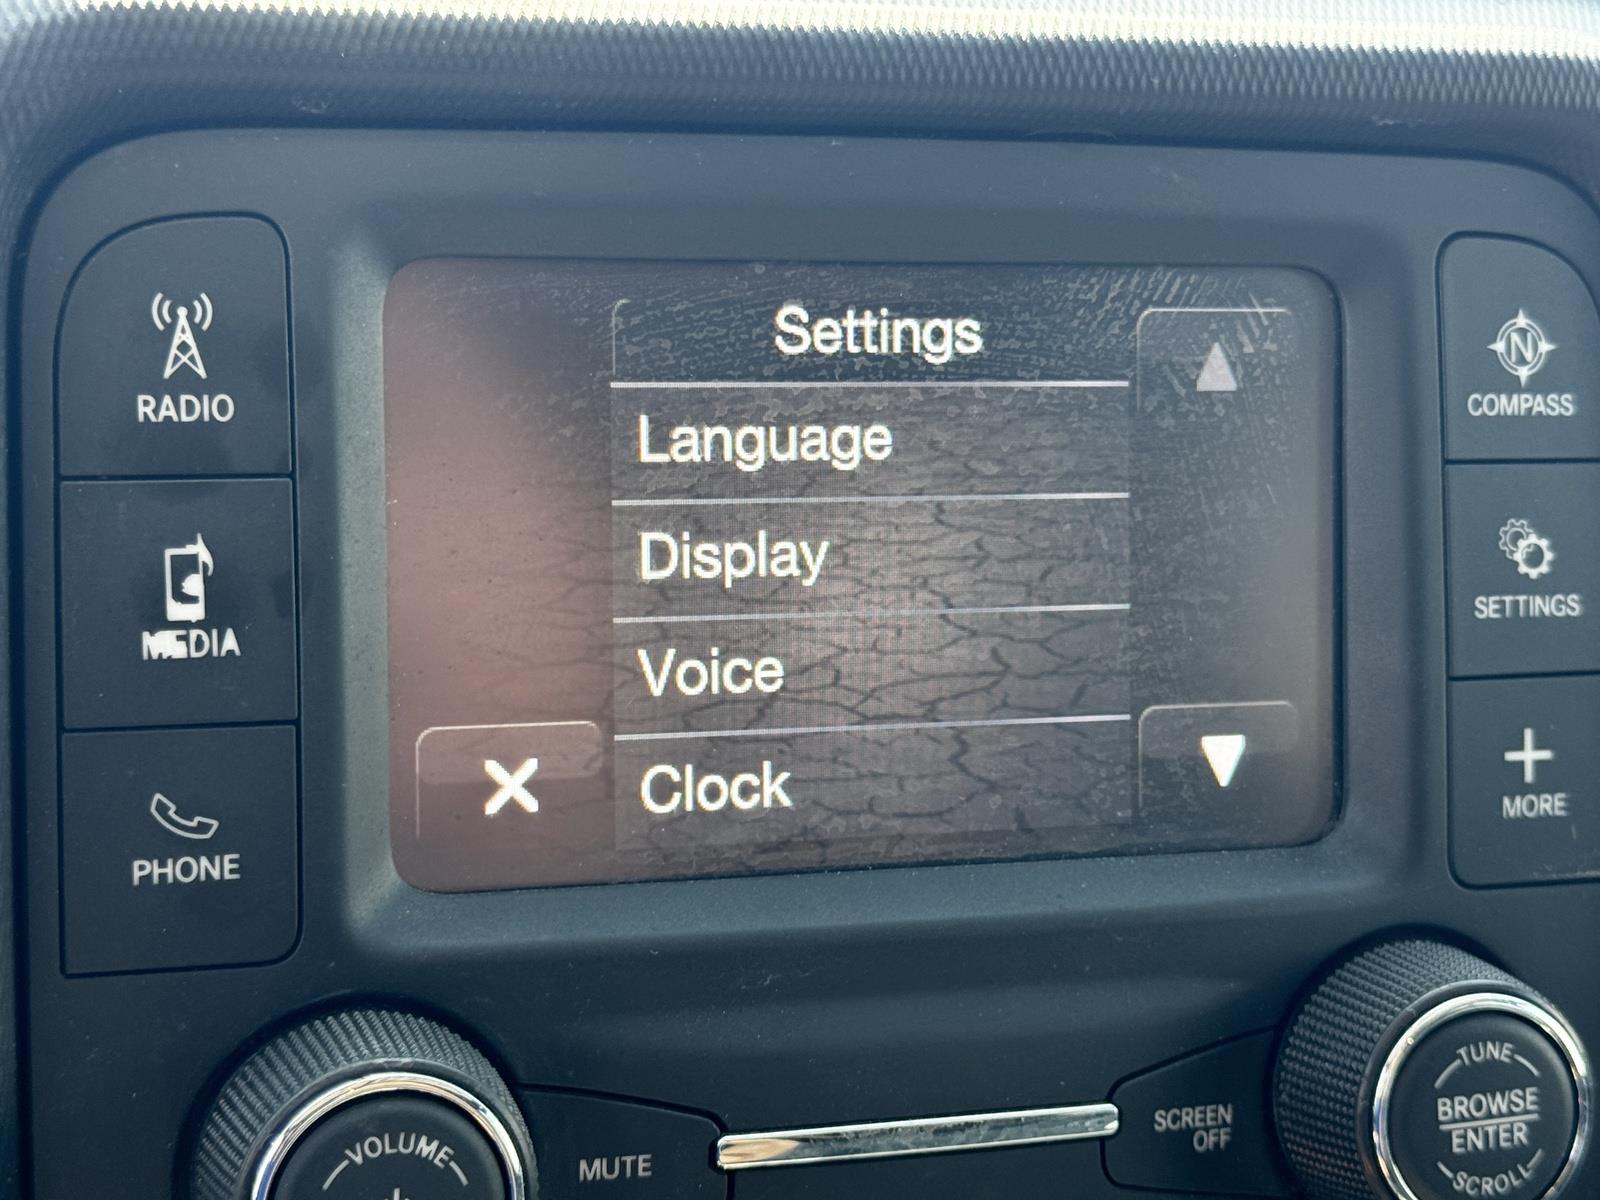 RADIO
MEDIA
PHONE
Settings
Language
Display
Voice
Clock
N
COMPASS
SETTINGS
MORE
VOLUME
MUTE
SCREEN
OFF
TUNE
BROWSE
ENTER
SCROLL